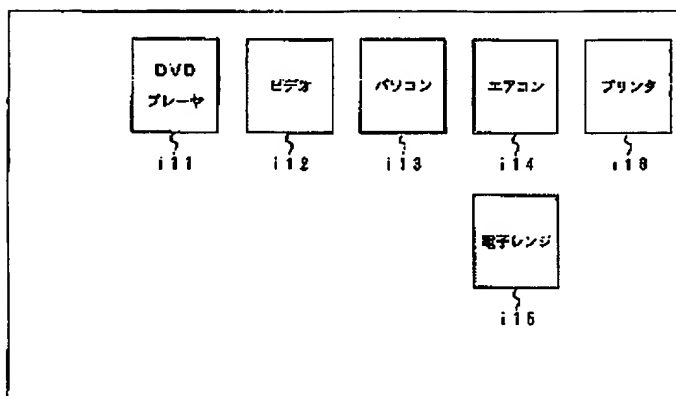 DVD
プレーヤ
ビデオ
パソコン
エアコン
プリンタ
i11
i12
i13
i14
i16
電子レンジ
i15